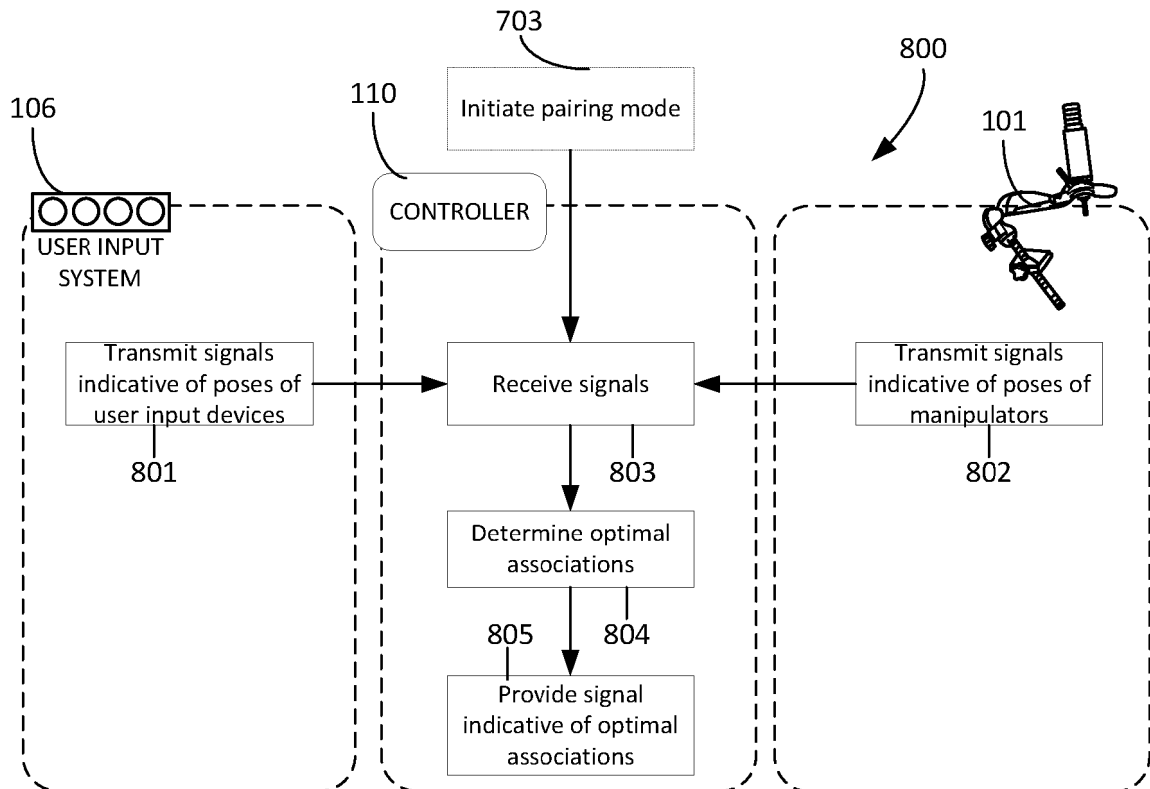 703
800
Initiate pairing mode
106
110
101
CONTROLLER
USER INPUT
SYSTEM
Transmit signals
indicative of poses of
user input devices
801
Receive signals
803
Transmit signals
indicative of poses of
manipulators
802
Determine optimal
associations
804
805
Provide signal
indicative of optimal
associations